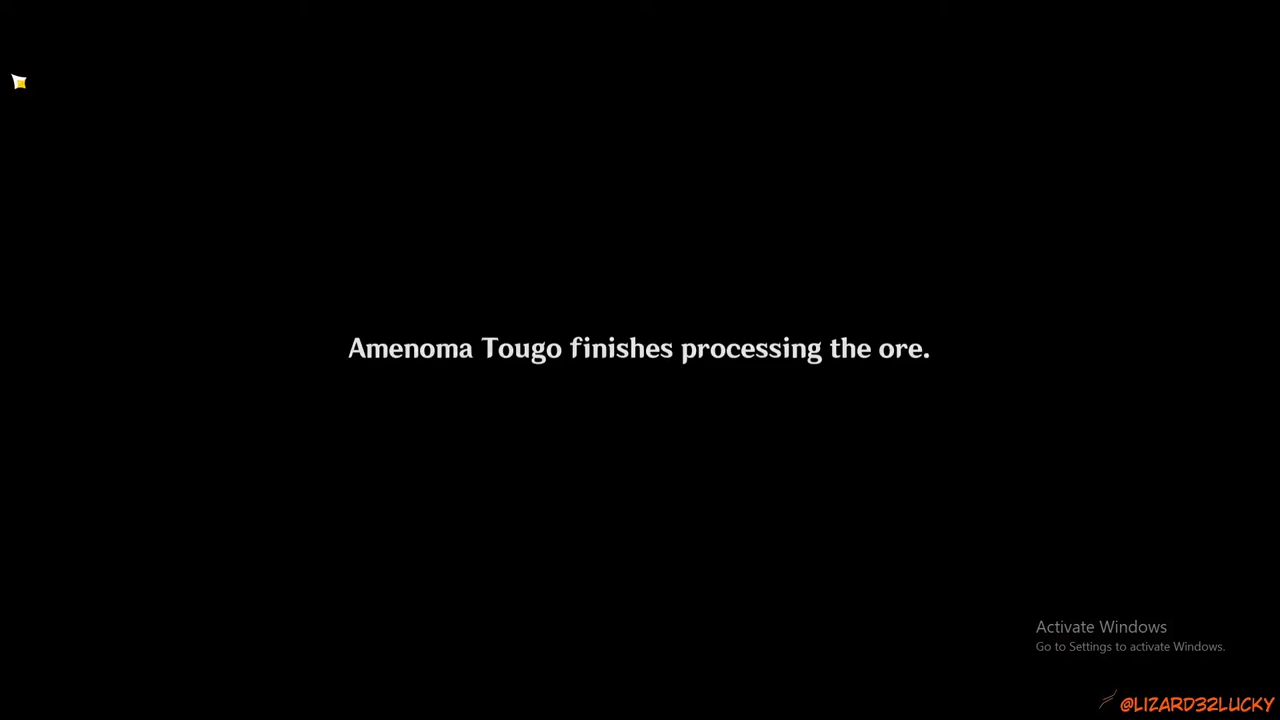 Amenoma Tougo finishes processing the ore.
Activate Windows
Go to Settings to activate Windows.
@LIZARD32LUCKY